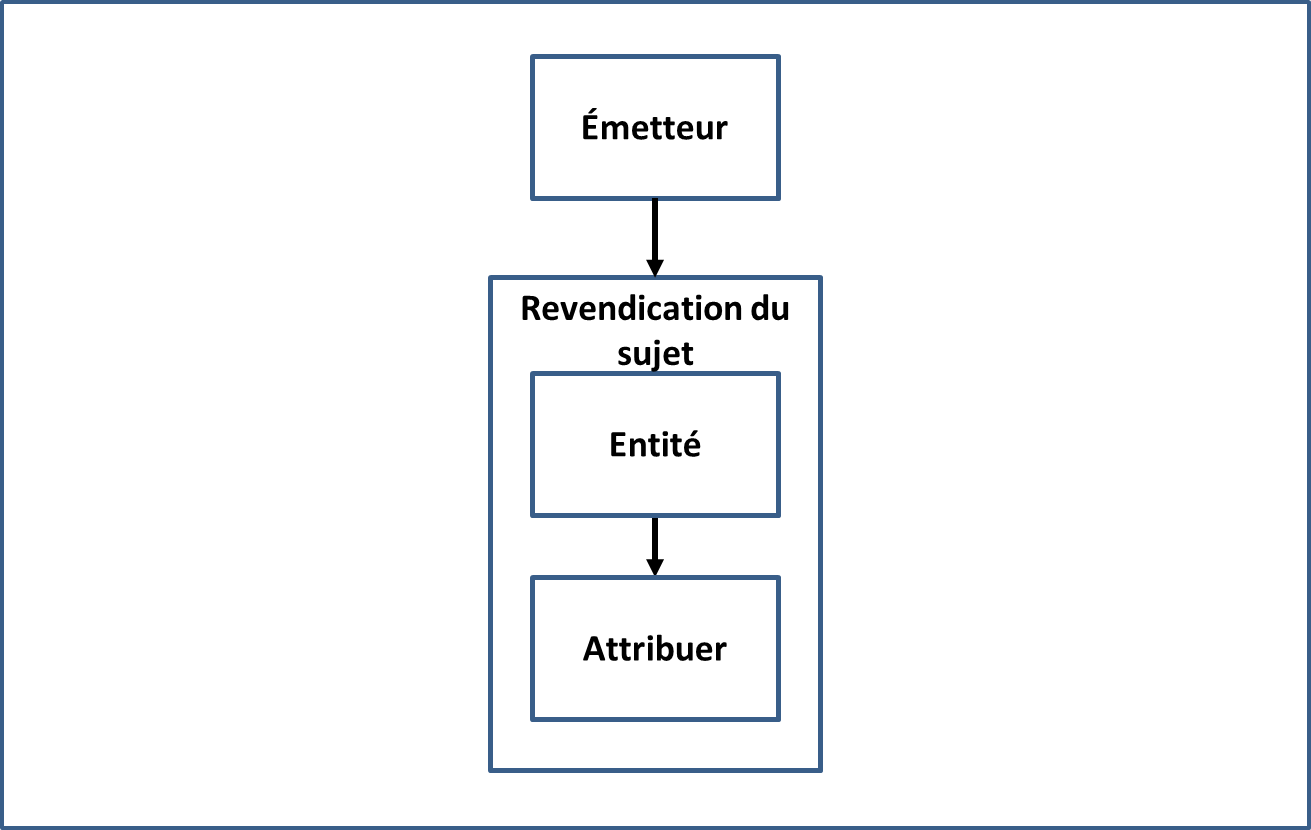 Émetteur
Revendication du
sujet
Entité
Attribuer